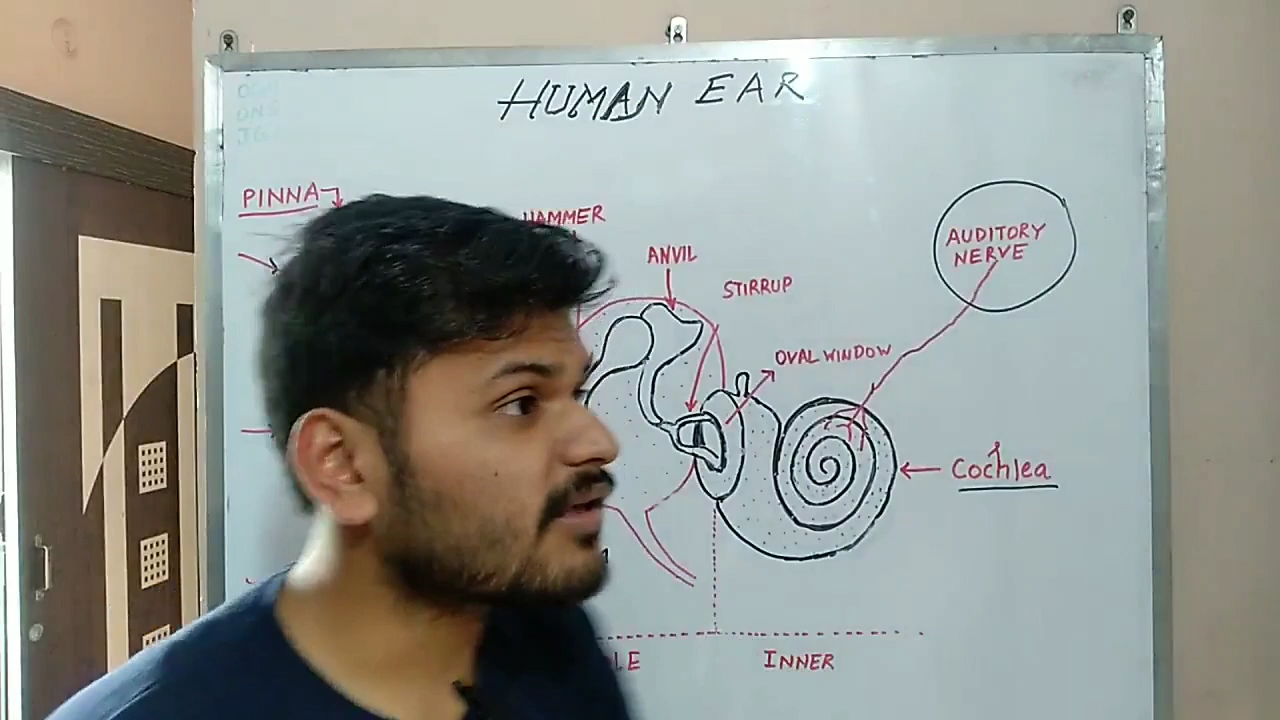 HUMAN EAR
PINNA
HAMMER
ANVIL
STIRRUP
AUDITORY
NERVE
OVAL WINDOW
Cochlea
INNER